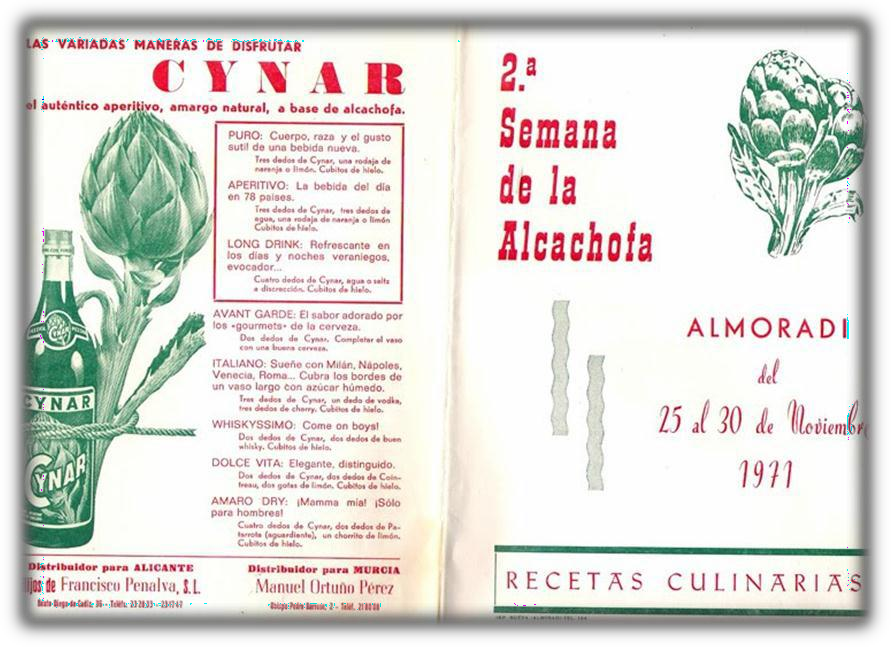 LAS VARIADAS MAÑERAS DE DISFRUTAR
CYNAR
el auténtico aperitivo, amargo natural, a base de alcachofa.
PURO: Cuerpo, raza y el gusto
sutil de una bebida nueva.
Tres dedos de Cynar, una rodaja de
naranja o limón. Cubitos de hielo.
APERITIVO: La bebida del día
en 78 países.
Tres dedos de Cynar, tres dedos de
agua, una rodaja de naranja o limón
Cubitos de hielo.
LONG DRINK: Refrescante en
los días y noches veraniegos,
evocador...
Cuatro dedos de Cynar, agua o seltz
a discrección. Cubitos de hielo.
AVANT GARDE: El sabor adorado por
los «gourmets» de la cerveza.
Dos dedos de Cynar. Completar el vaso
con una buena cerveza.
ITALIANO: Sueñe con Milán, Nápoles,
Venecia, Roma... Cubra los bordes de
un vaso largo con azúcar húmedo.
Tres dedos de Cynar, un dedo de vodka,
tres dedos de cherry. Cubitos de hielo.
WHISKYSSIMO: Come on boys!
Dos dedos de Cynar, dos dedos de buen
whisky. Cubitos de hielo.
DOLCE VITA: Elegante, distinguido.
Dos dedos de Cynar, dos dedos de Coin-
treau, dos gotas de limón. Cubitos de hielo.
AMARO DRY: ¡Mamma mia! ¡Sólo
para hombres!
Cuatro dedos de Cynar, dos dedos de Pa-
tarrota (aguardiente), un chorrito de limón.
Cubitos de hielo.
CYNAR
CYNAR
CYNAR
Distribuidor para ALICANTE
Hijos de Francisco Penalva, S.L.
Distribuidor para MURCIA
Manuel Ortuño Pérez
2.ª
Semana
de la
Alcachofa
ALMORADI
del
25 al 30 de Noviembre
1971
RECETAS CULINARIAS